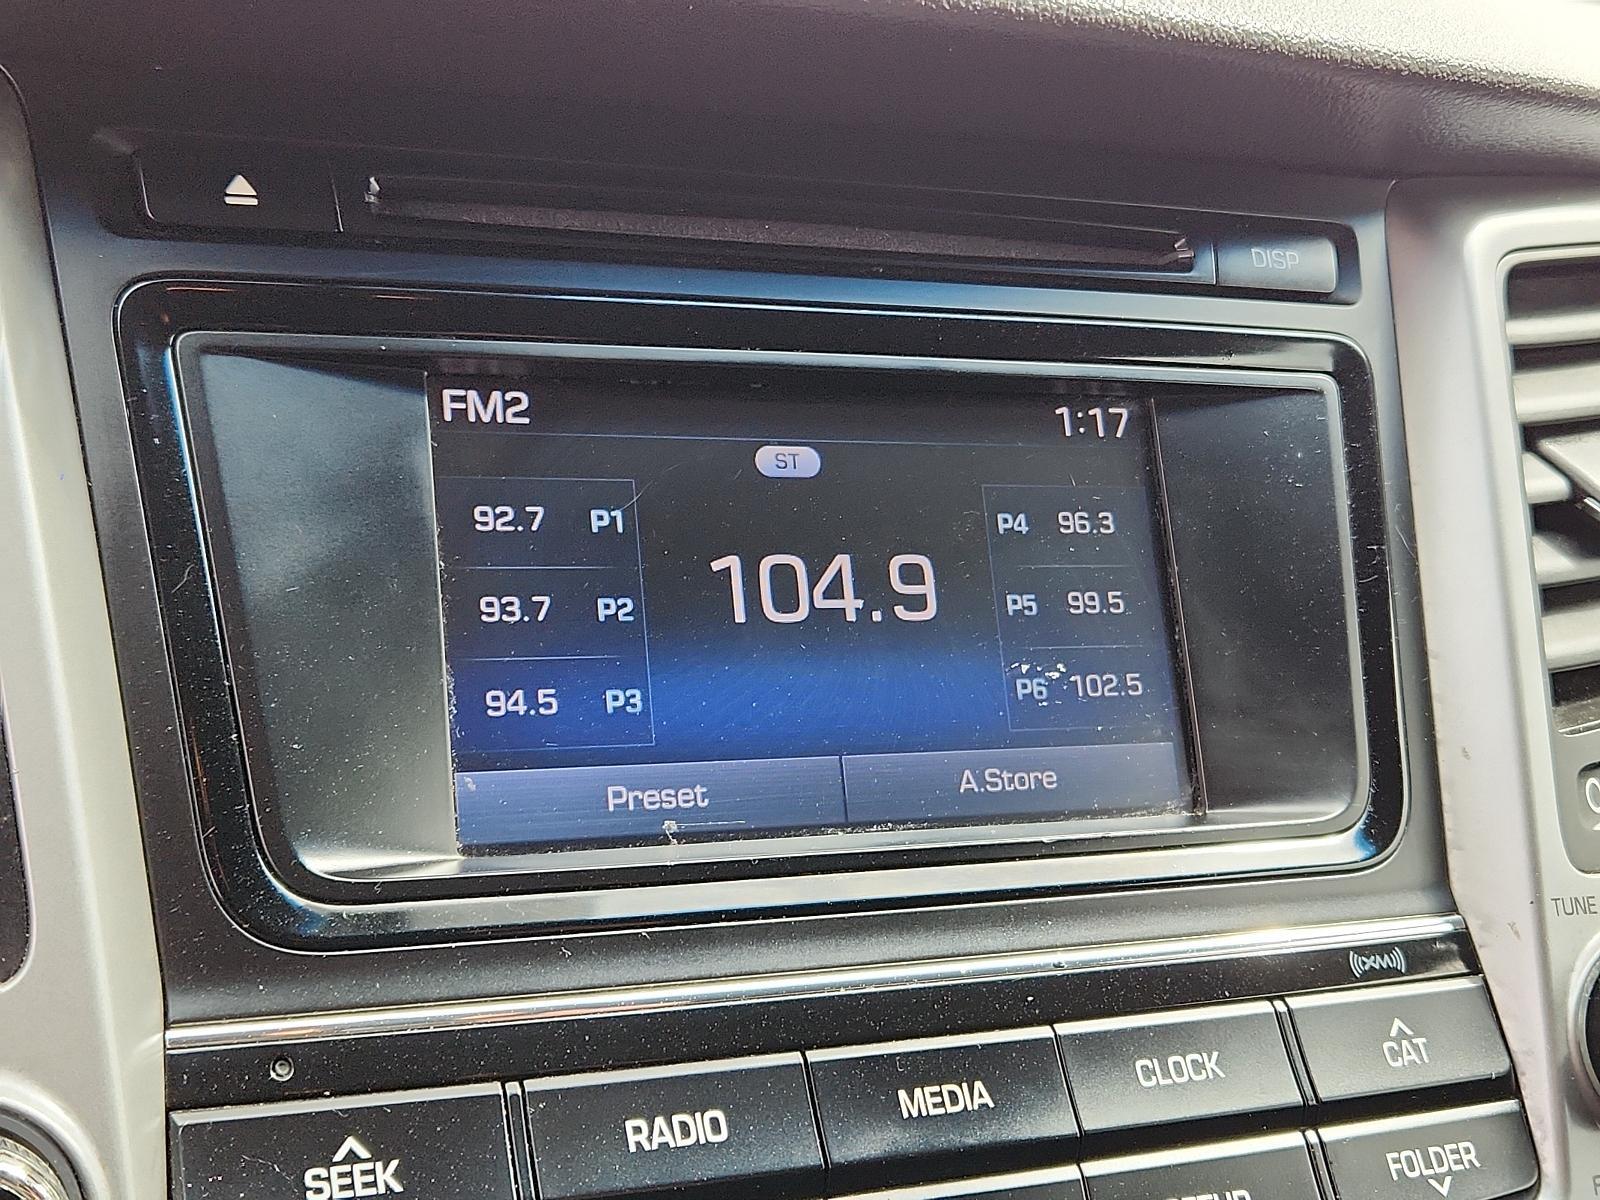 DISP
FM2 1:17
ST
92.7 P1
93.7 P2
94.5 P3
104.9
P4 96.3
P5 99.5
P6 102.5
Preset A.Store
TUNE
XM
SEEK RADIO MEDIA CLOCK CAT
FOLDER